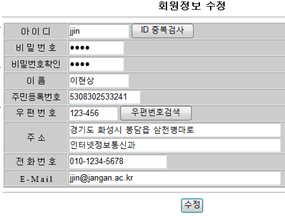 회원정보 수정
아 이 디 jjin ID 중복검사
비 밀 번 호 ●●●●
비밀번호확인 ●●●●
이 름 이현상
주민등록번호 5308302533241
우 편 번 호 123-456 우편번호검색
주 소 경기도 화성시 봉담읍 삼천병마로
인터넷정보통신과
전 화 번 호 010-1234-5678
E-Mail jjin@jangan.ac.kr
수정